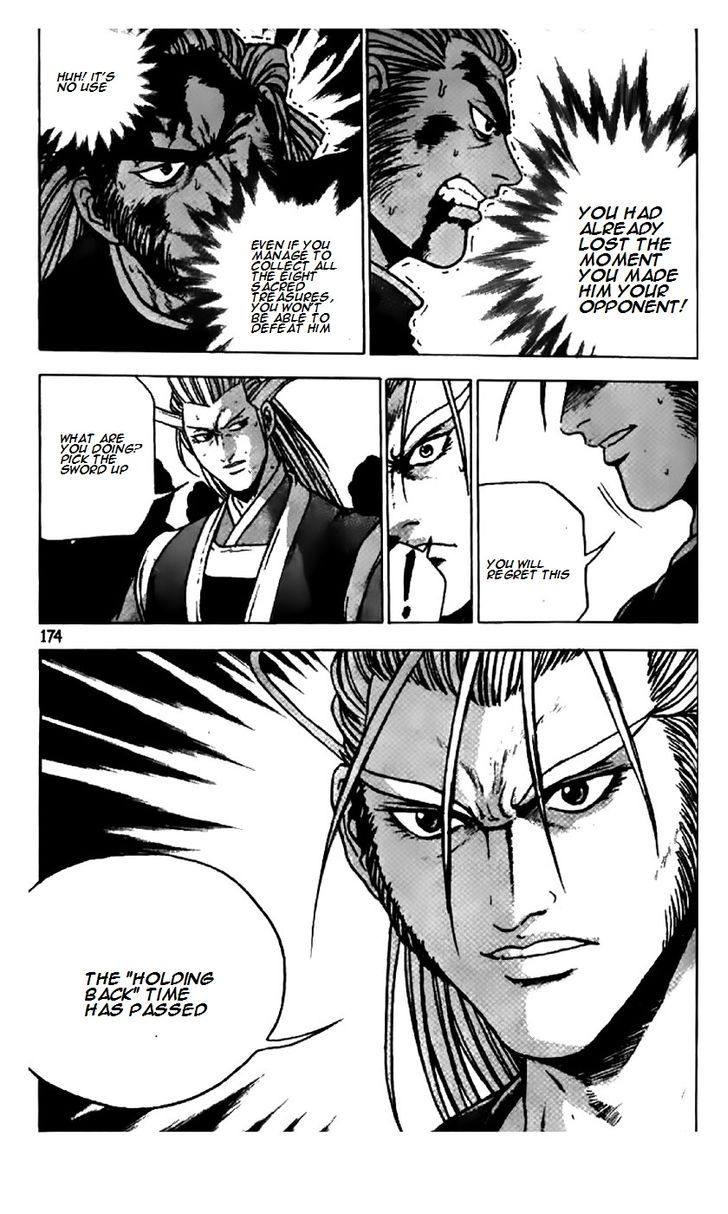 HUH! IT'S
NO USE
EVEN IF YOU
MANAGE TO
COLLECT ALL
THE EIGHT
SACRED
TREASURES,
YOU WON'T
BE ABLE TO
DEFEAT HIM
YOU HAD
ALREADY
LOST THE
MOMENT
YOU MADE
HIM YOUR
OPPONENT!
WHAT ARE
YOU DOING?
PICK THE
SWORD UP
!
YOU WILL
REGRET THIS
174
THE "HOLDING
BACK" TIME
HAS PASSED